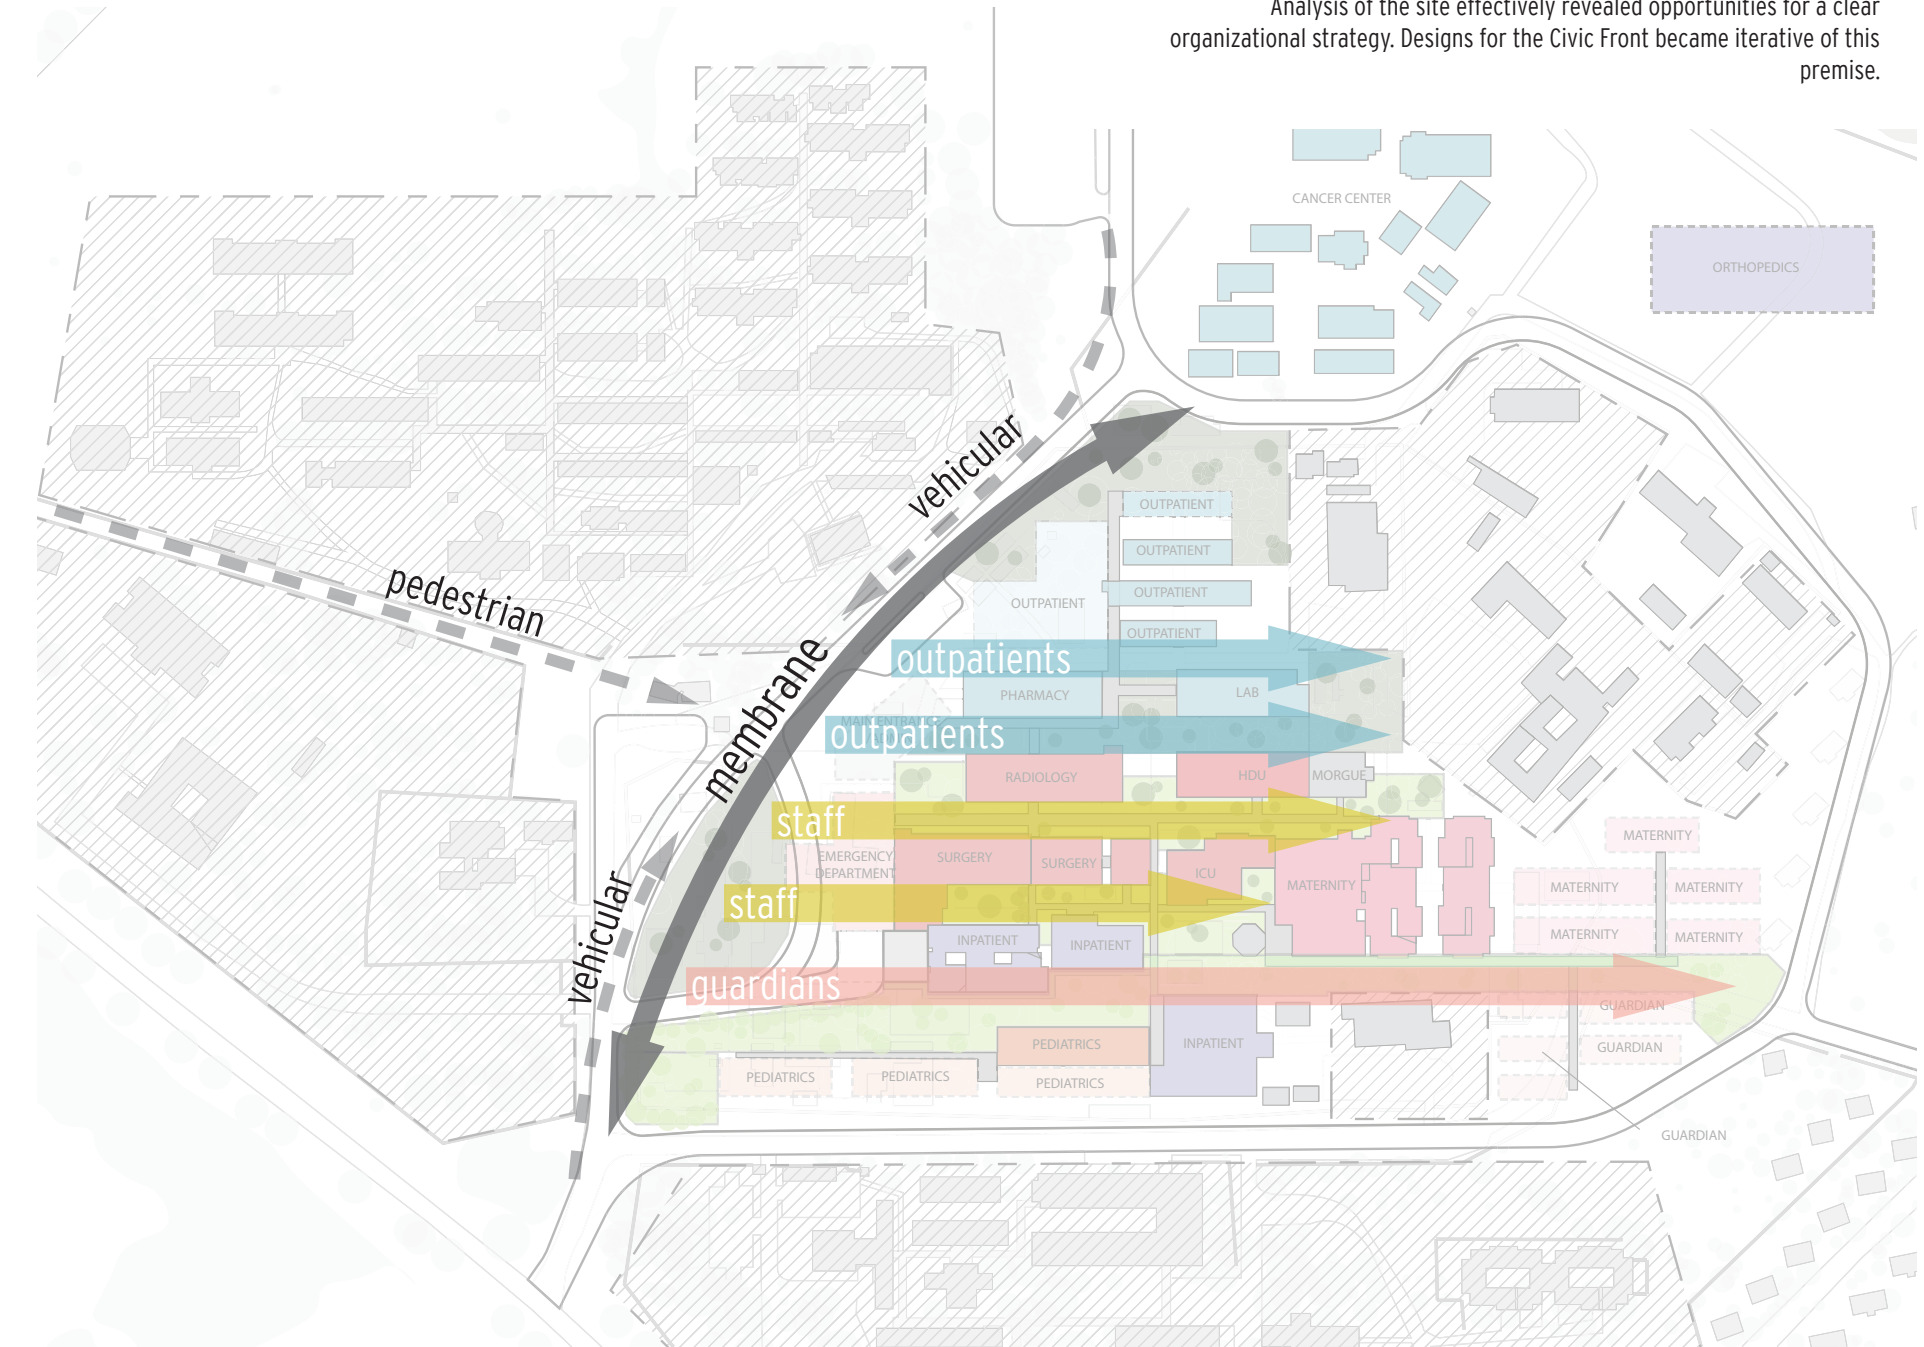 Analysis of the site effectively revealed opportunities for a clear
organizational strategy. Designs for the Civic Front became iterative of this
premise.
CANCER CENTER
ORTHOPEDICS
vehicular
OUTPATIENT
OUTPATIENT
OUTPATIENT
OUTPATIENT
OUTPATIENT
pedestrian
membrane
outpatients
PHARMACY
LAB
MAIN ENTRANCE
outpatients
RADIOLOGY
HDU
MORGUE
staff
MATERNITY
EMERGENCY
DEPARTMENT
SURGERY
SURGERY
ICU
MATERNITY
MATERNITY
MATERNITY
staff
vehicular
INPATIENT
INPATIENT
MATERNITY
MATERNITY
guardians
GUARDIAN
PEDIATRICS
INPATIENT
GUARDIAN
PEDIATRICS
PEDIATRICS
PEDIATRICS
GUARDIAN